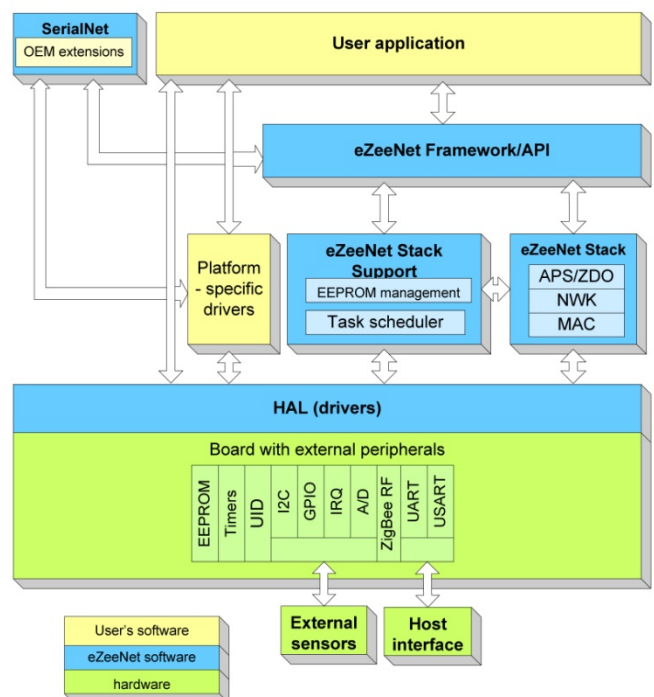 SerialNet
OEM extensions
User application
eZeeNet Framework/API
Platform
- specific
drivers
eZeeNet Stack
Support
EEPROM management
Task scheduler
eZeeNet Stack
APS/ZDO
NWK
MAC
HAL (drivers)
Board with external peripherals
EEPROM
Timers
UID
I2C
GPIO
IRQ
A/D
ZigBee RF
UART
USART
External
sensors
Host
interface
User's software
eZeeNet software
hardware